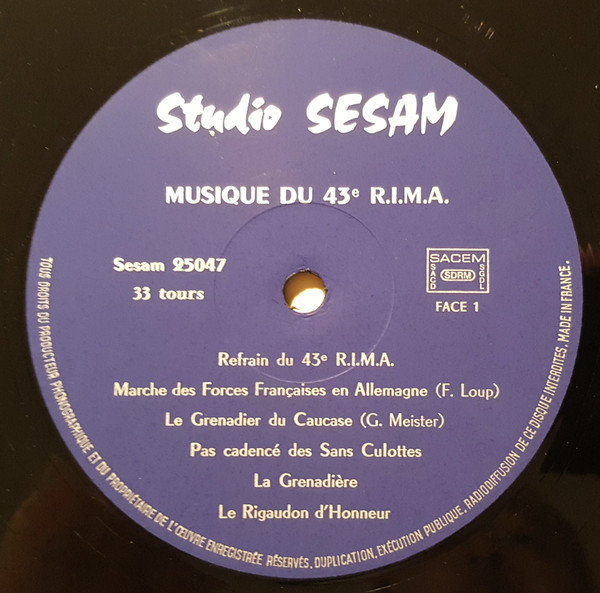 Studio SESAM
MUSIQUE DU 43e R.I.M.A.
Sesam 25047
33 tours
SACEM
SACD
SDRM
SGDL
FACE 1
Refrain du 43e R.I.M.A.
Marche des Forces Françaises en Allemagne (F. Loup)
Le Grenadier du Caucase (G. Meister)
Pas cadencé des Sans Culottes
La Grenadière
Le Rigaudon d'Honneur
TOUS DROITS DU PRODUCTEUR PHONOGRAPHIQUE ET DU PROPRIÉTAIRE DE L'ŒUVRE ENREGISTRÉE RÉSERVÉS, DUPLICATION, EXÉCUTION PUBLIQUE, RADIODIFFUSION DE CE DISQUE INTERDITES. MADE IN FRANCE.